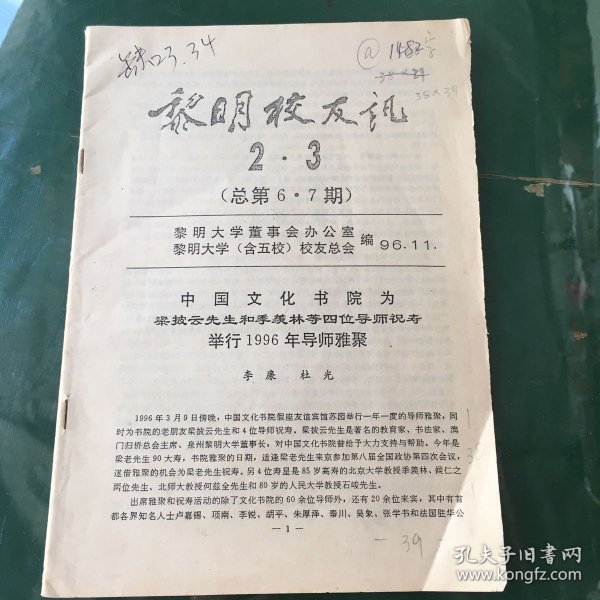 缺23.34
@ 1483字
38×39
黎明校友讯
2·3
(总第6·7期)
黎明大学董事会办公室
黎明大学(含五校)校友总会
编 96.11.
中国文化书院为
梁披云先生和季羡林等四位导师祝寿
举行1996年导师雅聚
李廉 杜光
1996年3月9日傍晚,中国文化书院假座友谊宾馆苏园举行一年一度的导师雅聚,同
时为书院的老朋友梁披云先生和4位导师祝寿。梁披云先生是著名的教育家、书法家、澳
门归侨总会主席、泉州黎明大学董事长,对中国文化书院曾给予大力支持与帮助。今年是
梁老先生90大寿,书院雅聚的日期,适逢梁老先生来京参加第八届全国政协第四次会议,
遂借雅聚的机会为梁老先生祝寿。另4位寿星是85岁高寿的北京大学教授季羡林、侯仁之
两位先生、北师大教授何兹全先生和80岁的人民大学教授石峻先生。
出席雅聚和祝寿活动的除了文化书院的60余位导师外,还有20余位来宾,其中有首
都各界知名人士卢嘉锡、项南、李锐、胡平、朱厚泽、秦川、吴象、张学书和法国驻华公
—1—
-39-
孔夫子旧书网
www.kongfz.com